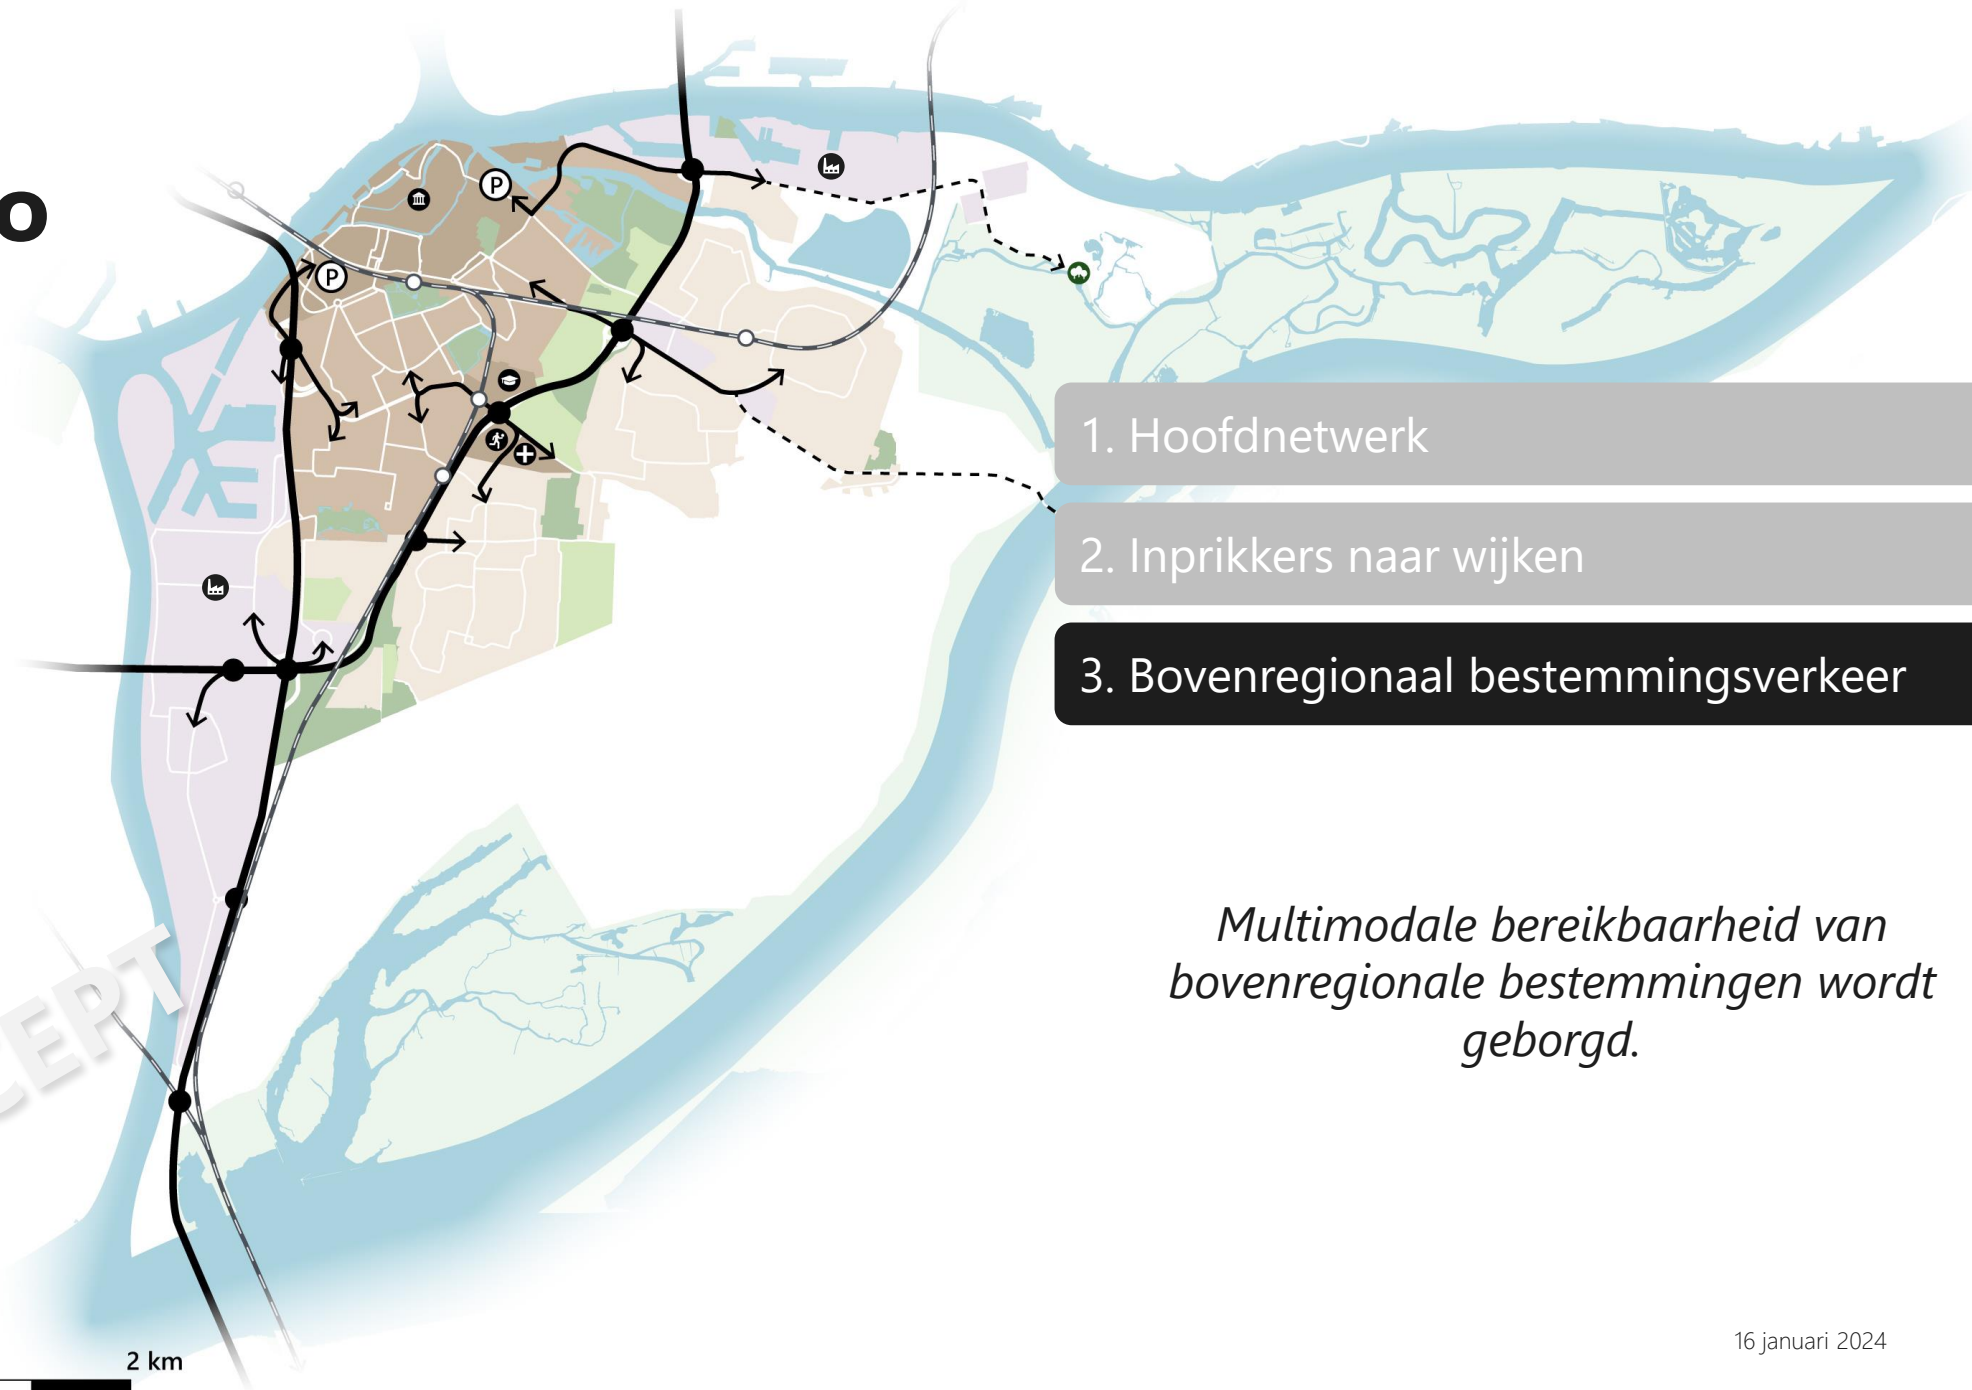 o
P
P
1. Hoofdnetwerk
2. Inprikkers naar wijken
3. Bovenregionaal bestemmingsverkeer
Multimodale bereikbaarheid van
bovenregionale bestemmingen wordt
geborgd.
CEPT
16 januari 2024
2 km